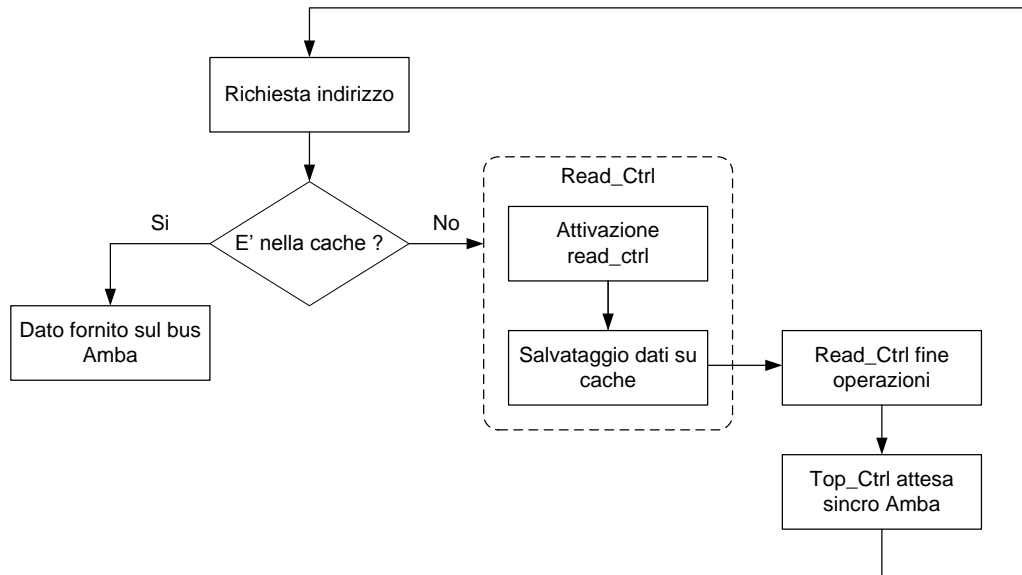 Richiesta indirizzo
E' nella cache ?
Si
No
Dato fornito sul bus
Amba
Read_Ctrl
Attivazione
read_ctrl
Salvataggio dati su
cache
Read_Ctrl fine
operazioni
Top_Ctrl attesa
sincro Amba